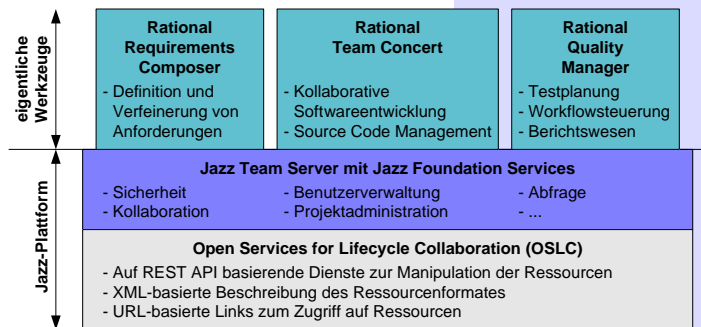 eigentliche
Werkzeuge
Rational
Requirements
Composer
- Definition und
Verfeinerung von
Anforderungen
Rational
Team Concert
- Kollaborative
Softwareentwicklung
- Source Code Management
Rational
Quality
Manager
- Testplanung
- Workflowsteuerung
- Berichtswesen
Jazz-Plattform
Jazz Team Server mit Jazz Foundation Services
- Sicherheit
- Kollaboration
- Benutzerverwaltung
- Projektadministration
- Abfrage
- ...
Open Services for Lifecycle Collaboration (OSLC)
- Auf REST API basierende Dienste zur Manipulation der Ressourcen
- XML-basierte Beschreibung des Ressourcenformates
- URL-basierte Links zum Zugriff auf Ressourcen